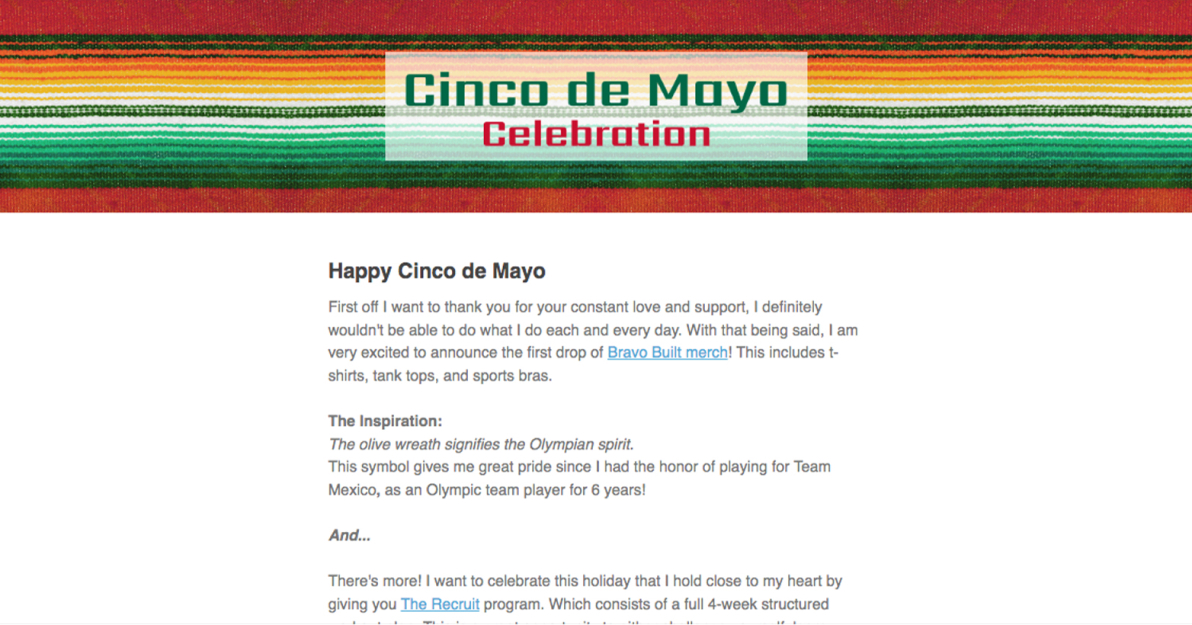 Cinco de Mayo
Celebration
Happy Cinco de Mayo
First off I want to thank you for your constant love and support, I definitely
wouldn't be able to do what I do each and every day. With that being said, I am
very excited to announce the first drop of Bravo Built merch! This includes t-
shirts, tank tops, and sports bras.
The Inspiration:
The olive wreath signifies the Olympian spirit.
This symbol gives me great pride since I had the honor of playing for Team
Mexico, as an Olympic team player for 6 years!
And...
There's more! I want to celebrate this holiday that I hold close to my heart by
giving you The Recruit program. Which consists of a full 4-week structured